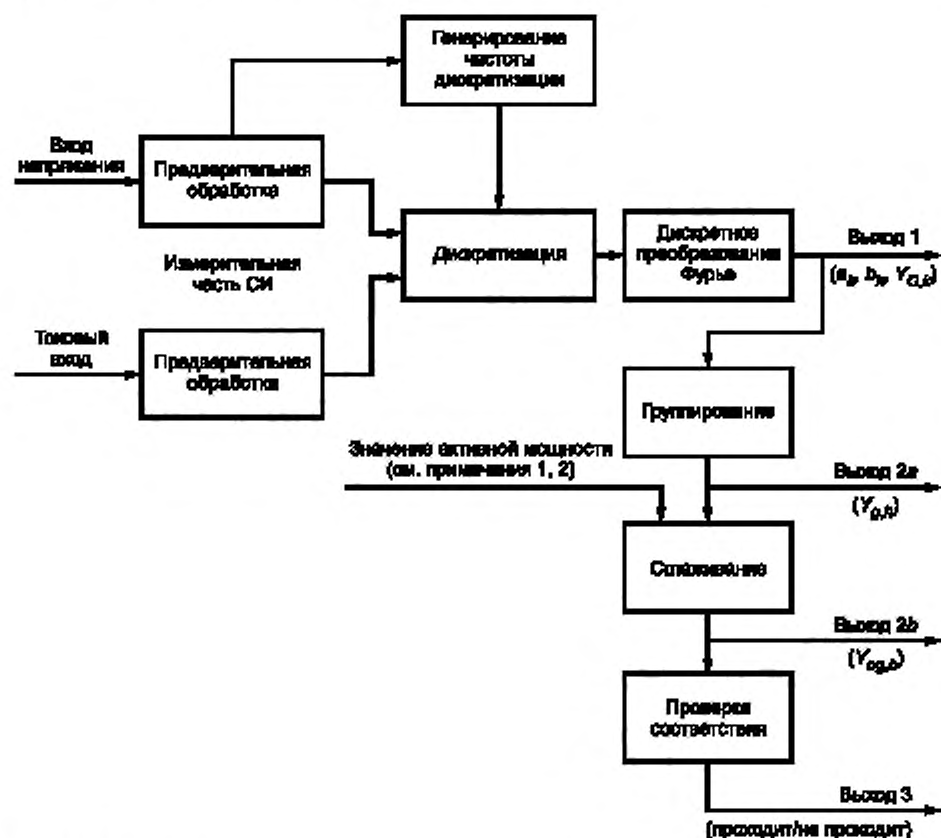 Генерирование
частоты
дискретизации
Вход
напряжения
Предварительная
обработка
Дискретизация
Дискретное
преобразование
Фурье
Выход 1
Измерительная
часть СИ
Токовый
вход
Предварительная
обработка
Группирование
Значение активной мощности
(см. примечания 1, 2)
Выход 2a
(Y_{g,h})
Сглаживание
Выход 2b
Проверка
соответствия
Выход 3
(проходит/не проходит)